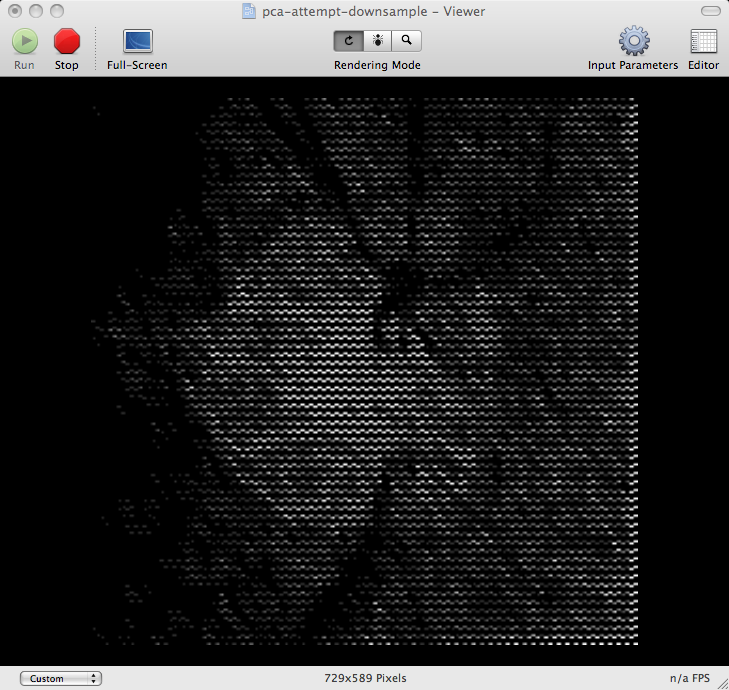 pca-attempt-downsample – Viewer
Run Stop Full-Screen Rendering Mode Input Parameters Editor
Custom 729x589 Pixels n/a FPS